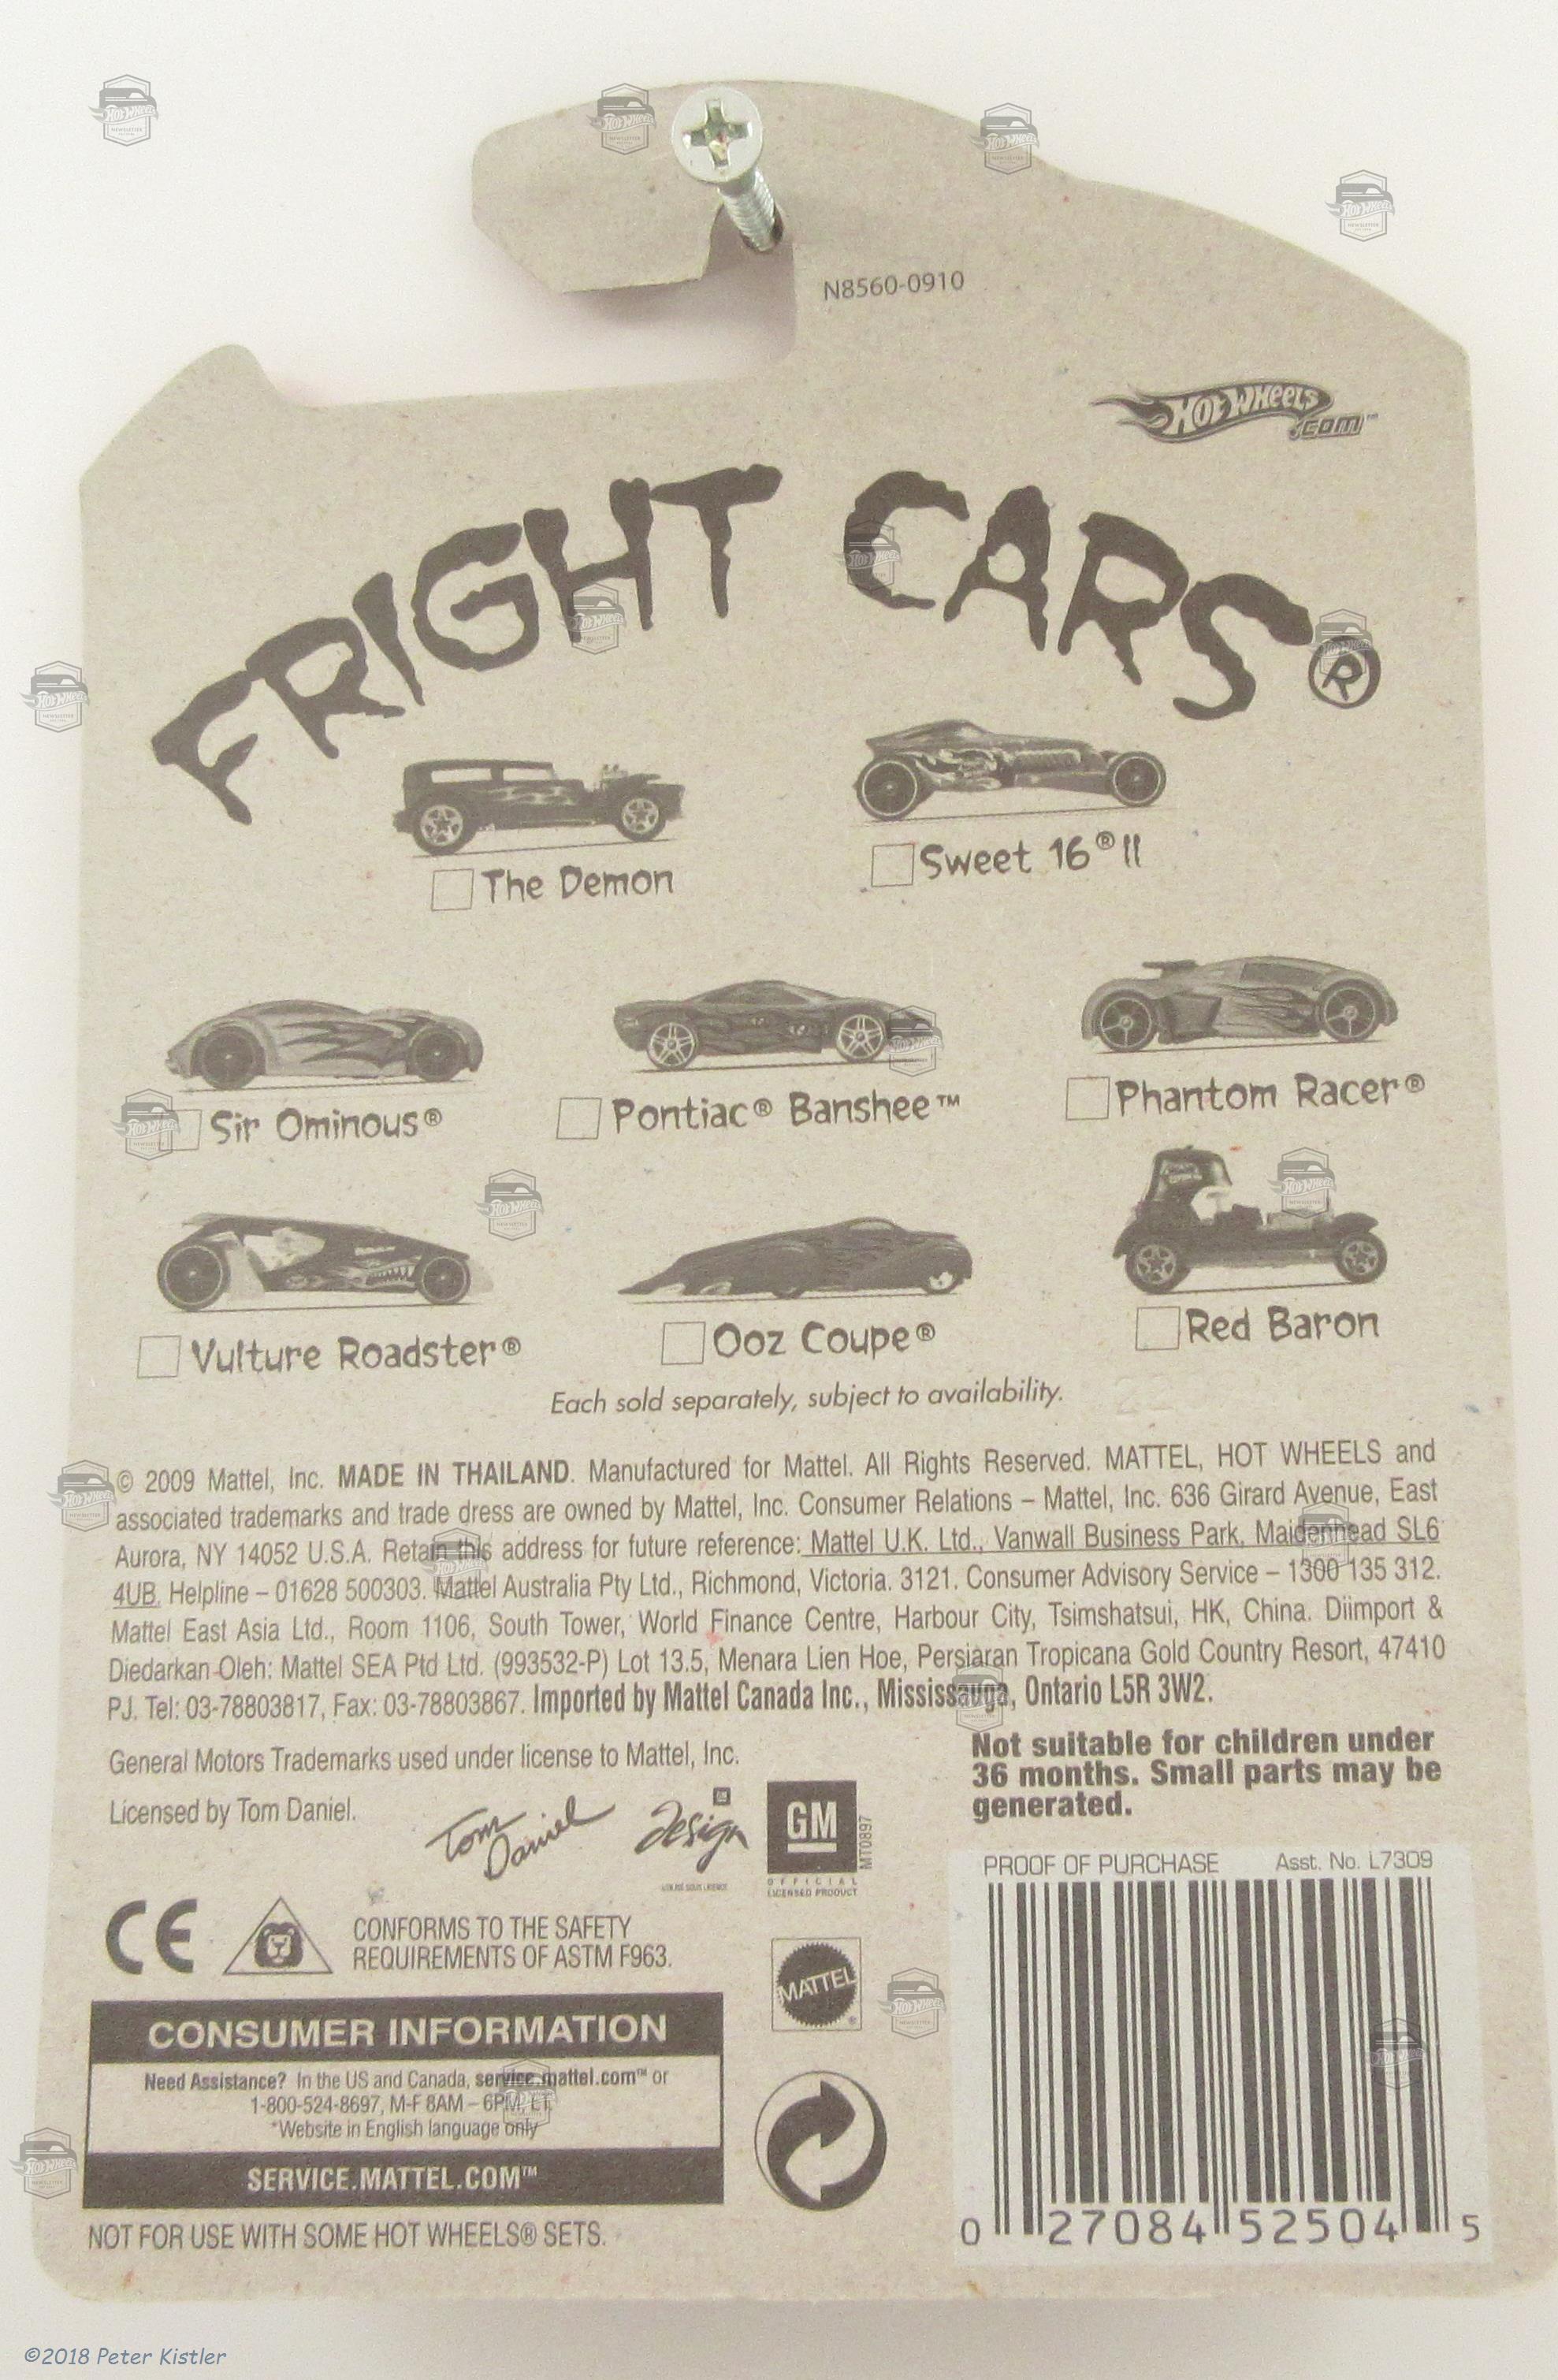 N8560-0910
Hot Wheels
.com™
FRIGHT CARS®
The Demon
Sweet 16® II
Sir Ominous®
Pontiac® Banshee™
Phantom Racer®
Vulture Roadster®
Ooz Coupe®
Red Baron
Each sold separately, subject to availability.
© 2009 Mattel, Inc. MADE IN THAILAND. Manufactured for Mattel. All Rights Reserved. MATTEL, HOT WHEELS and
associated trademarks and trade dress are owned by Mattel, Inc. Consumer Relations – Mattel, Inc. 636 Girard Avenue, East
Aurora, NY 14052 U.S.A. Retain this address for future reference: Mattel U.K. Ltd., Vanwall Business Park, Maidenhead SL6
4UB. Helpline – 01628 500303. Mattel Australia Pty Ltd., Richmond, Victoria. 3121. Consumer Advisory Service – 1300 135 312.
Mattel East Asia Ltd., Room 1106, South Tower, World Finance Centre, Harbour City, Tsimshatsui, HK, China. Diimport &
Diedarkan Oleh: Mattel SEA Ptd Ltd. (993532-P) Lot 13.5, Menara Lien Hoe, Persiaran Tropicana Gold Country Resort, 47410
PJ. Tel: 03-78803817, Fax: 03-78803867. Imported by Mattel Canada Inc., Mississauga, Ontario L5R 3W2.
General Motors Trademarks used under license to Mattel, Inc.
Licensed by Tom Daniel.
Tom Daniel
GM Design
GM
OFFICIAL
LICENSED PRODUCT
MT0897
Not suitable for children under
36 months. Small parts may be
generated.
PROOF OF PURCHASE Asst. No. L7309
CE
CONFORMS TO THE SAFETY
REQUIREMENTS OF ASTM F963.
MATTEL®
CONSUMER INFORMATION
Need Assistance? In the US and Canada, service.mattel.com™ or
1-800-524-8697, M-F 8AM – 6PM, ET.
*Website in English language only
SERVICE.MATTEL.COM™
NOT FOR USE WITH SOME HOT WHEELS® SETS.
0 27084 52504 5
©2018 Peter Kistler